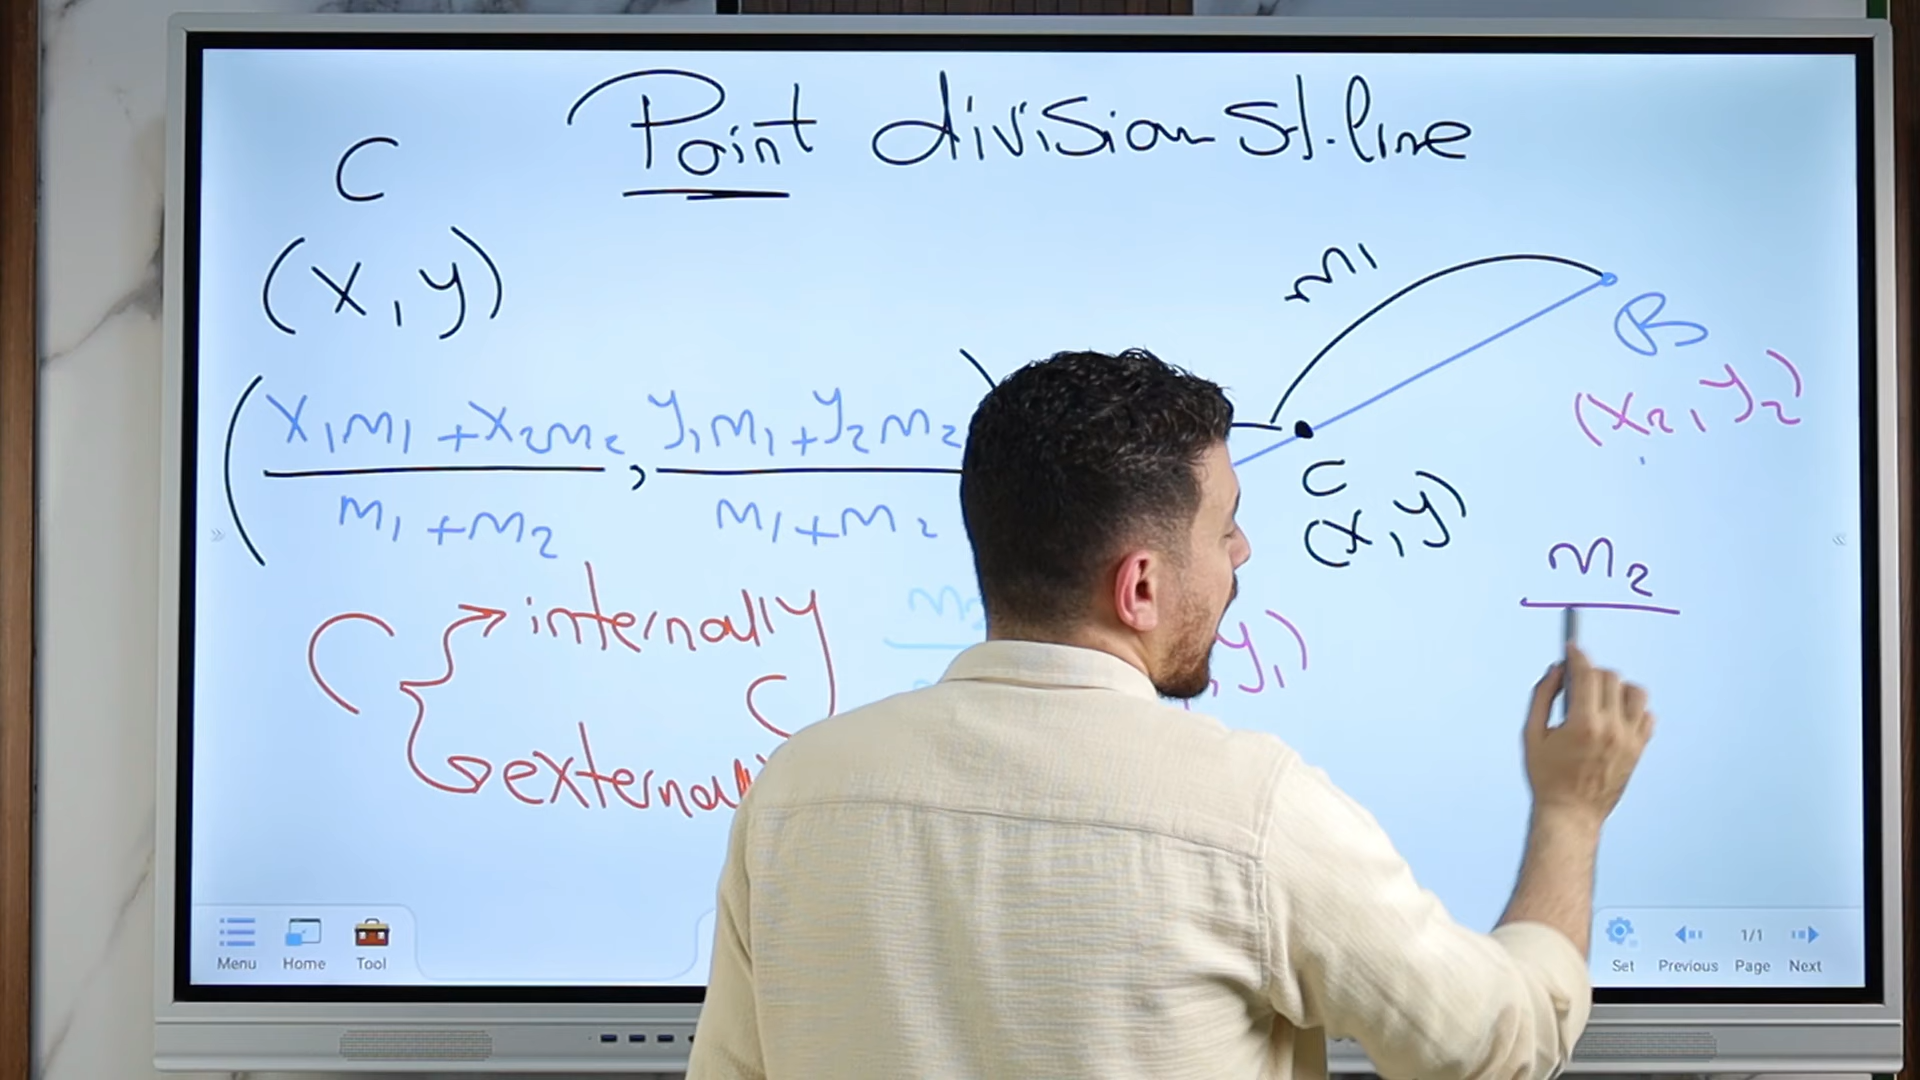 Point division st.line
C
(x, y)
m1
B
(x2, y2)
(x1m1 + x2m2 / m1 + m2 , y1m1 + y2m2 / m1 + m2)
C
(x, y)
m2
C
internally
externally
y1)
Menu Home Tool
Set Previous 1/1 Page Next